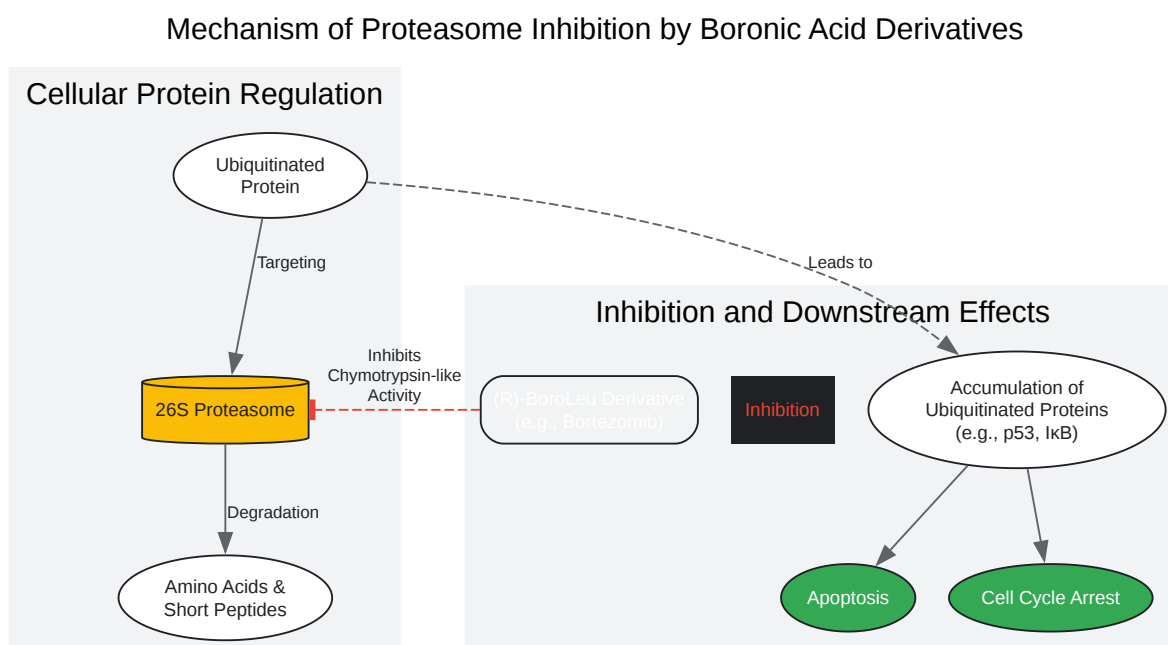 Mechanism of Proteasome Inhibition by Boronic Acid Derivatives
Cellular Protein Regulation
Ubiquitinated
Protein
Targeting
Leads to
Inhibition and Downstream Effects
Inhibits
Chymotrypsin-like
Activity
26S Proteasome
(R)-BoroLeu Derivative
(e.g., Bortezomib)
Inhibition
Accumulation of
Ubiquitinated Proteins
(e.g., p53, IκB)
Degradation
Amino Acids &
Short Peptides
Apoptosis
Cell Cycle Arrest